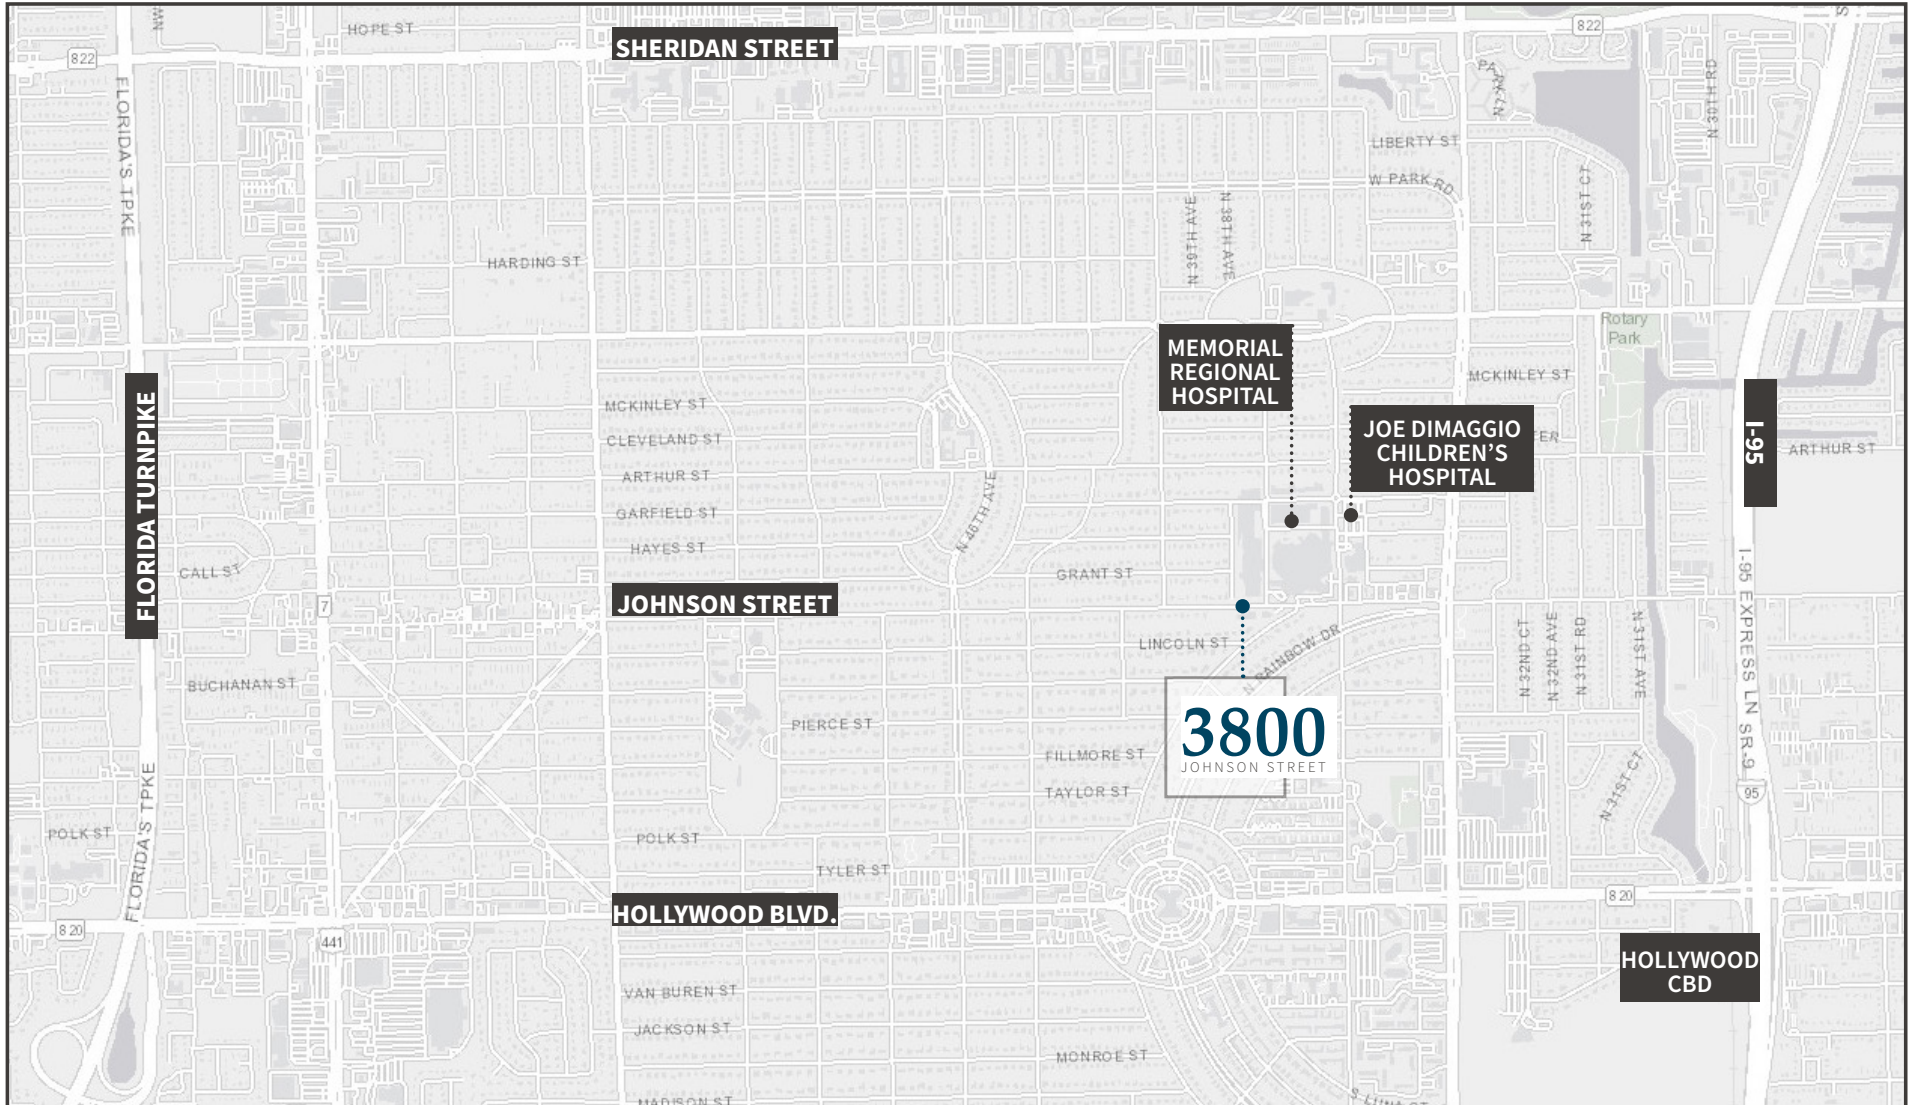 HOPE ST
SHERIDAN STREET
822
822
FLORIDA'S TPKE
N 30TH RD
LIBERTY ST
W PARK RD
N 39TH AVE
N 38TH AVE
N 31ST CT
HARDING ST
Rotary
Park
MEMORIAL
REGIONAL
HOSPITAL
MCKINLEY ST
MCKINLEY ST
FLORIDA TURNPIKE
CLEVELAND ST
JOE DIMAGGIO
CHILDREN'S
HOSPITAL
I-95
ARTHUR ST
ARTHUR ST
GARFIELD ST
N 46TH AVE
HAYES ST
CALL ST
GRANT ST
7
JOHNSON STREET
I-95 EXPRESS LN SR 9
LINCOLN ST
N RAINBOW DR
N 32ND CT
N 32ND AVE
N 31ST RD
N 31ST AVE
BUCHANAN ST
PIERCE ST
3800
JOHNSON STREET
FILLMORE ST
TAYLOR ST
N 31ST CT
95
FLORIDA'S TPKE
POLK ST
POLK ST
TYLER ST
820
HOLLYWOOD BLVD.
820
441
HOLLYWOOD
CBD
VAN BUREN ST
JACKSON ST
MONROE ST
MADISON ST